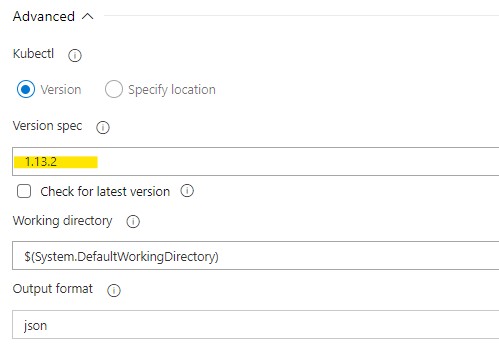 Advanced
Kubectl
Version Specify location
Version spec
1.13.2
Check for latest version
Working directory
$(System.DefaultWorkingDirectory)
Output format
json